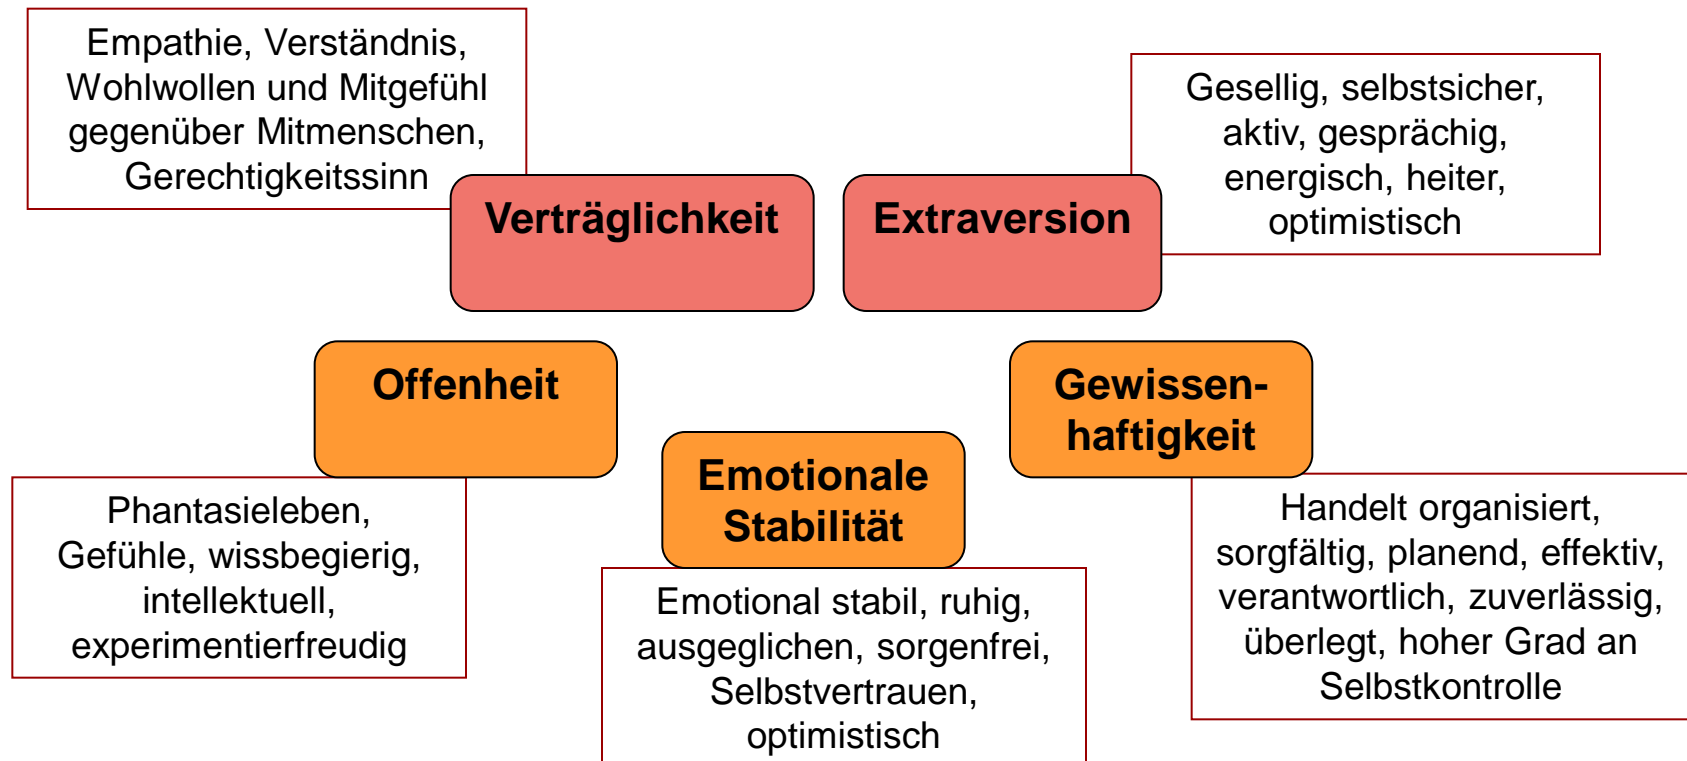 Empathie, Verständnis,
Wohlwollen und Mitgefühl
gegenüber Mitmenschen,
Gerechtigkeitssinn
Verträglichkeit
Extraversion
Gesellig, selbstsicher,
aktiv, gesprächig,
energisch, heiter,
optimistisch
Offenheit
Phantasieleben,
Gefühle, wissbegierig,
intellektuell,
experimentierfreudig
Emotionale
Stabilität
Emotional stabil, ruhig,
ausgeglichen, sorgenfrei,
Selbstvertrauen,
optimistisch
Gewissen-
haftigkeit
Handelt organisiert,
sorgfältig, planend, effektiv,
verantwortlich, zuverlässig,
überlegt, hoher Grad an
Selbstkontrolle